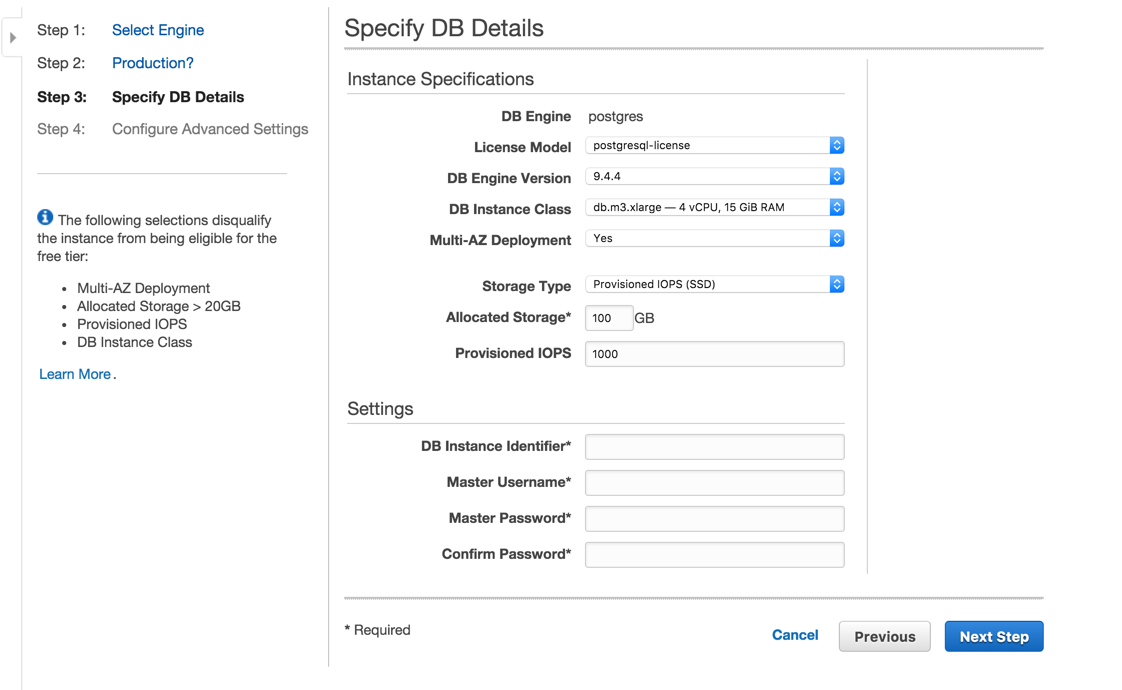 Step 1: Select Engine
Step 2: Production?
Step 3: Specify DB Details
Step 4: Configure Advanced Settings
The following selections disqualify
the instance from being eligible for the
free tier:
• Multi-AZ Deployment
• Allocated Storage > 20GB
• Provisioned IOPS
• DB Instance Class
Learn More.
Specify DB Details
Instance Specifications
DB Engine postgres
License Model postgresql-license
DB Engine Version 9.4.4
DB Instance Class db.m3.xlarge — 4 vCPU, 15 GiB RAM
Multi-AZ Deployment Yes
Storage Type Provisioned IOPS (SSD)
Allocated Storage* 100 GB
Provisioned IOPS 1000
Settings
DB Instance Identifier*
Master Username*
Master Password*
Confirm Password*
* Required
Cancel Previous Next Step